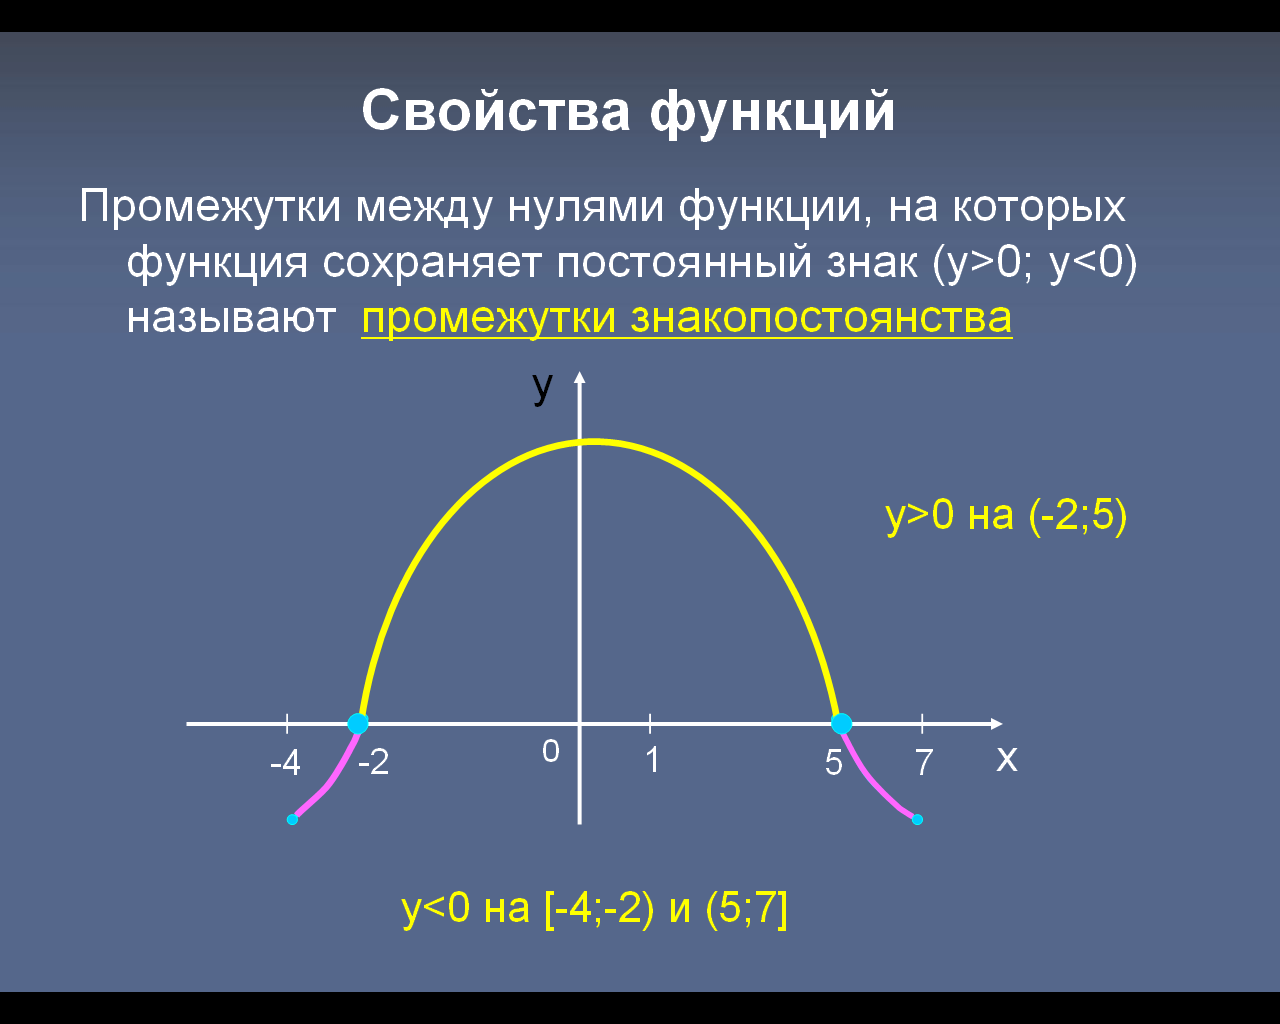 Свойства функций
Промежутки между нулями функции, на которых
функция сохраняет постоянный знак (y>0; y<0)
называют промежутки знакопостоянства
y
y>0 на (-2;5)
-4 -2 0 1 5 7 x
y<0 на [-4;-2) и (5;7]